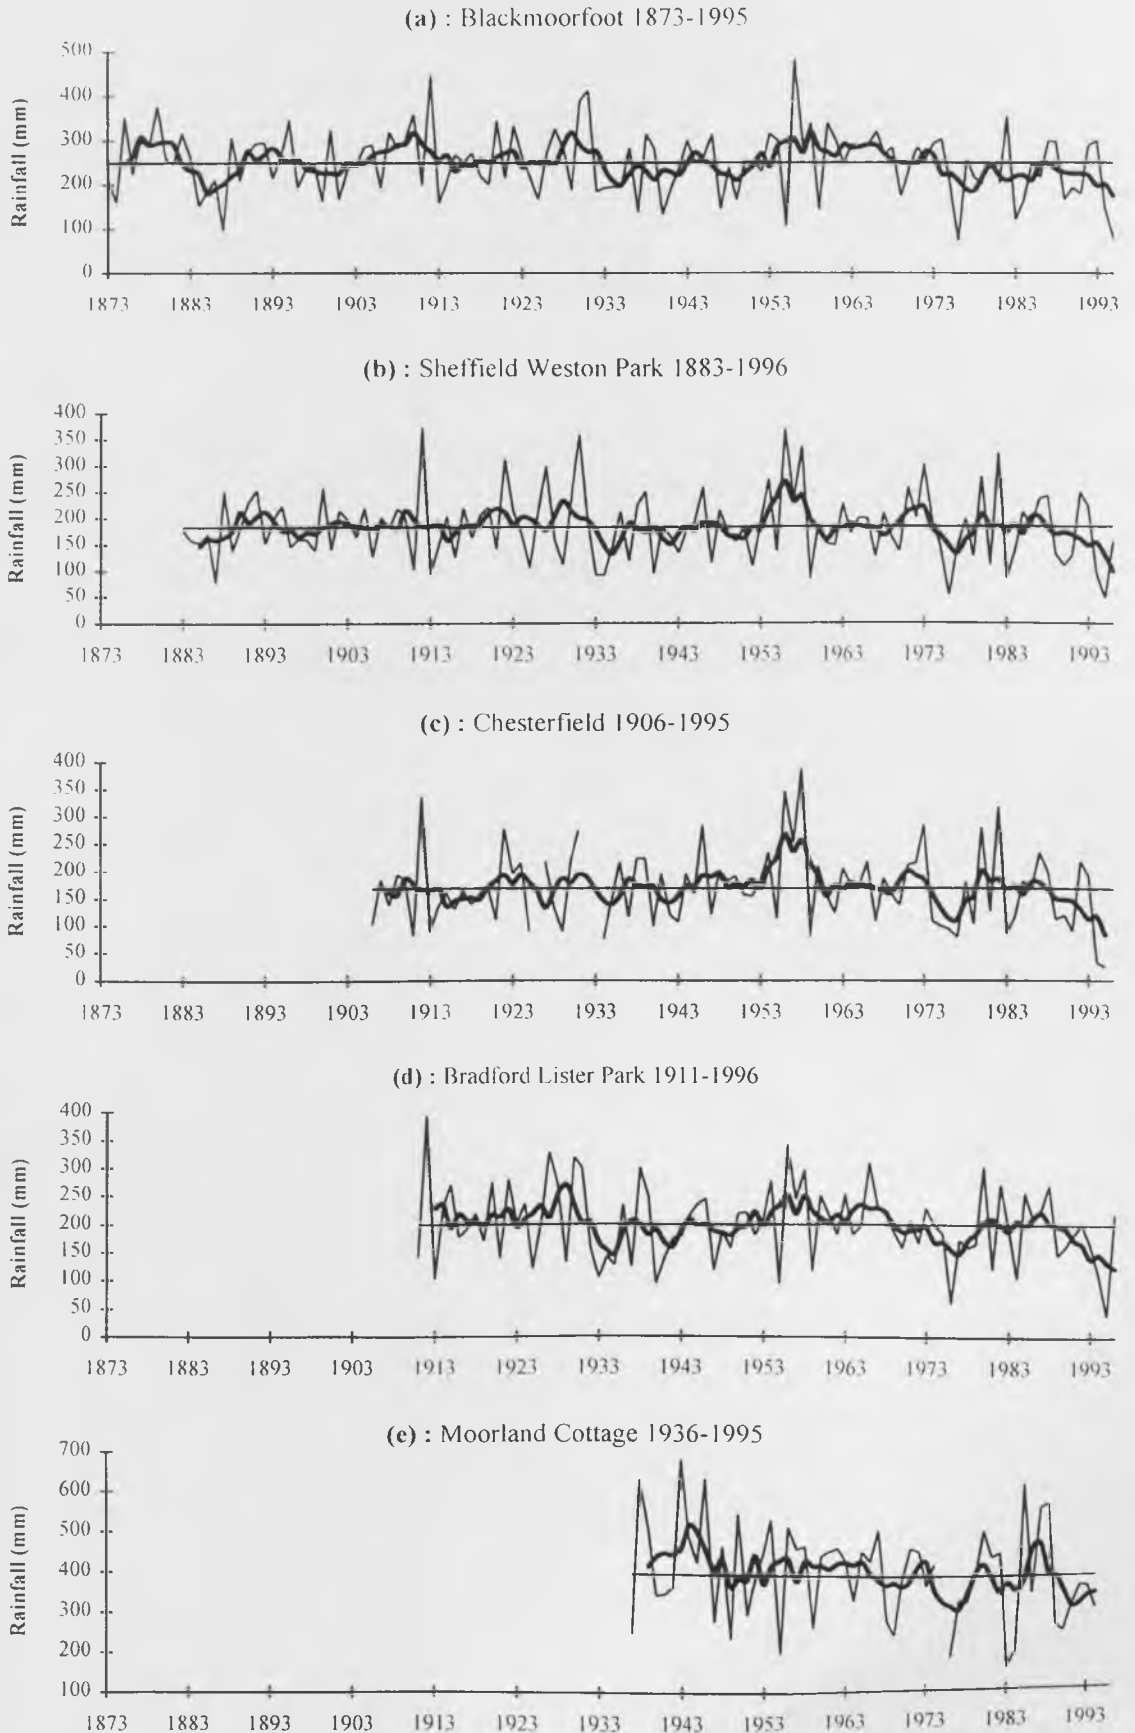 (a) : Blackmoorfoot 1873-1995
Rainfall (mm)
500
400
300
200
100
0
1873 1883 1893 1903 1913 1923 1933 1943 1953 1963 1973 1983 1993
(b) : Sheffield Weston Park 1883-1996
Rainfall (mm)
400
350
300
250
200
150
100
50
0
1873 1883 1893 1903 1913 1923 1933 1943 1953 1963 1973 1983 1993
(c) : Chesterfield 1906-1995
Rainfall (mm)
400
350
300
250
200
150
100
50
0
1873 1883 1893 1903 1913 1923 1933 1943 1953 1963 1973 1983 1993
(d) : Bradford Lister Park 1911-1996
Rainfall (mm)
400
350
300
250
200
150
100
50
0
1873 1883 1893 1903 1913 1923 1933 1943 1953 1963 1973 1983 1993
(e) : Moorland Cottage 1936-1995
Rainfall (mm)
700
600
500
400
300
200
100
1873 1883 1893 1903 1913 1923 1933 1943 1953 1963 1973 1983 1993